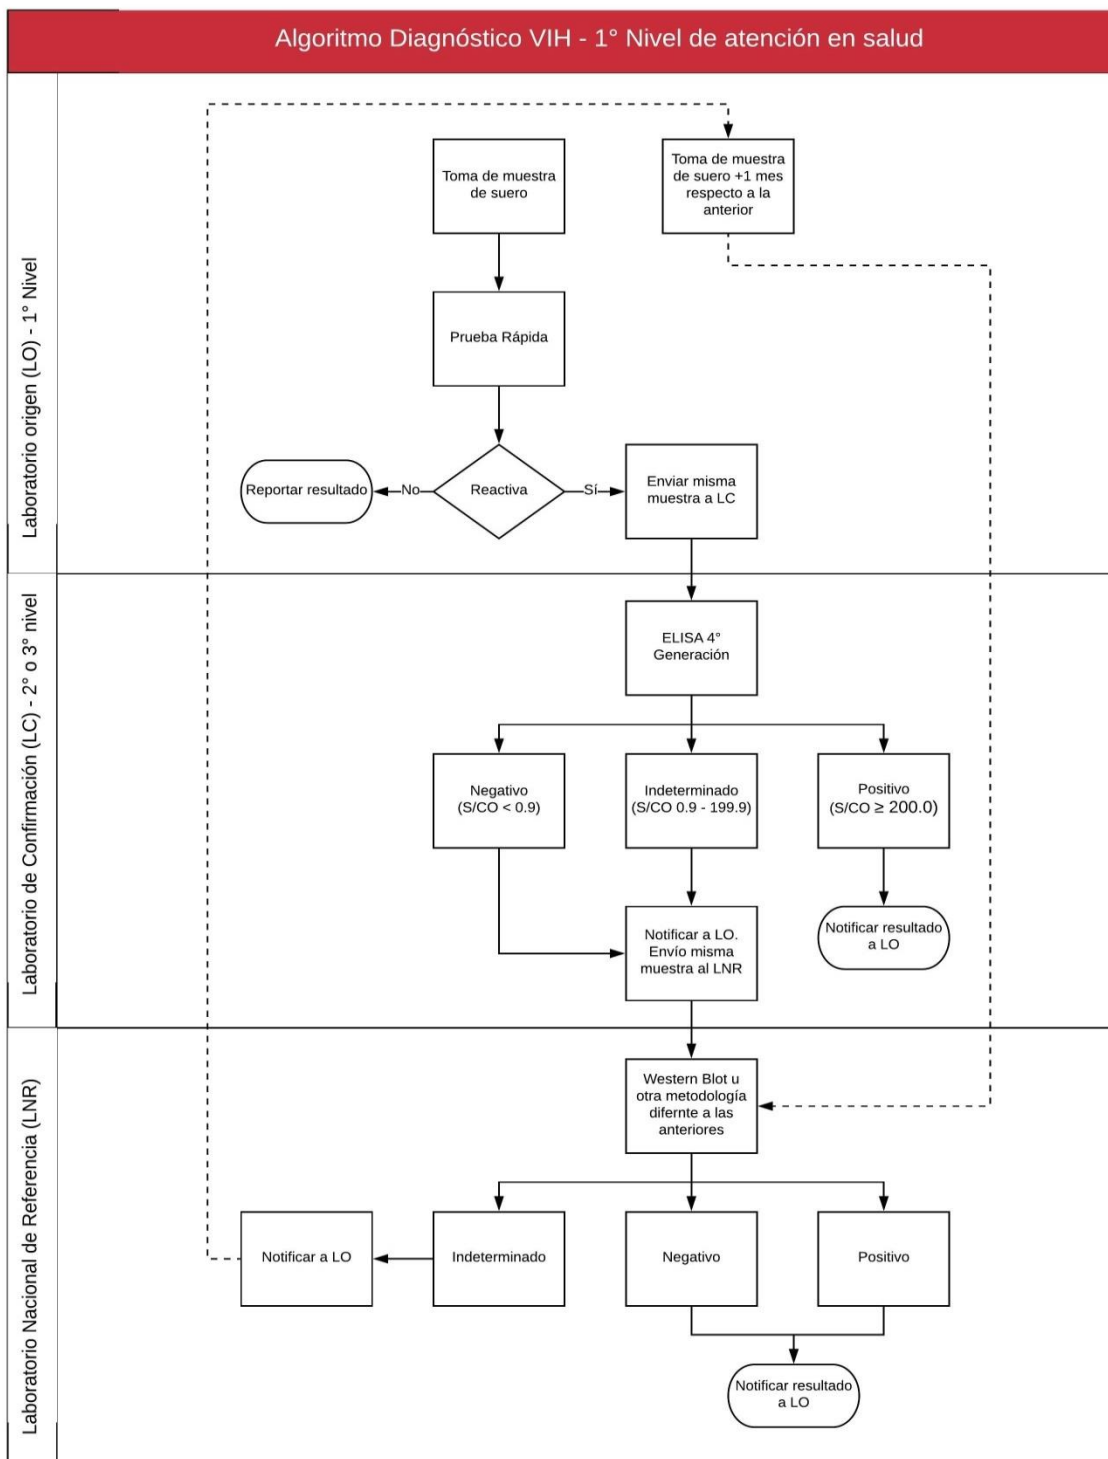 Algoritmo Diagnóstico VIH - 1° Nivel de atención en salud
Laboratorio origen (LO) - 1° Nivel
Toma de muestra
de suero
Toma de muestra
de suero +1 mes
respecto a la
anterior
Prueba Rápida
Reportar resultado
No
Reactiva
Sí
Enviar misma
muestra a LC
Laboratorio de Confirmación (LC) - 2° o 3° nivel
ELISA 4°
Generación
Negativo
(S/CO < 0.9)
Indeterminado
(S/CO 0.9 - 199.9)
Positivo
(S/CO ≥ 200.0)
Notificar a LO.
Envío misma
muestra al LNR
Notificar resultado
a LO
Laboratorio Nacional de Referencia (LNR)
Western Blot u
otra metodología
difernte a las
anteriores
Notificar a LO
Indeterminado
Negativo
Positivo
Notificar resultado
a LO